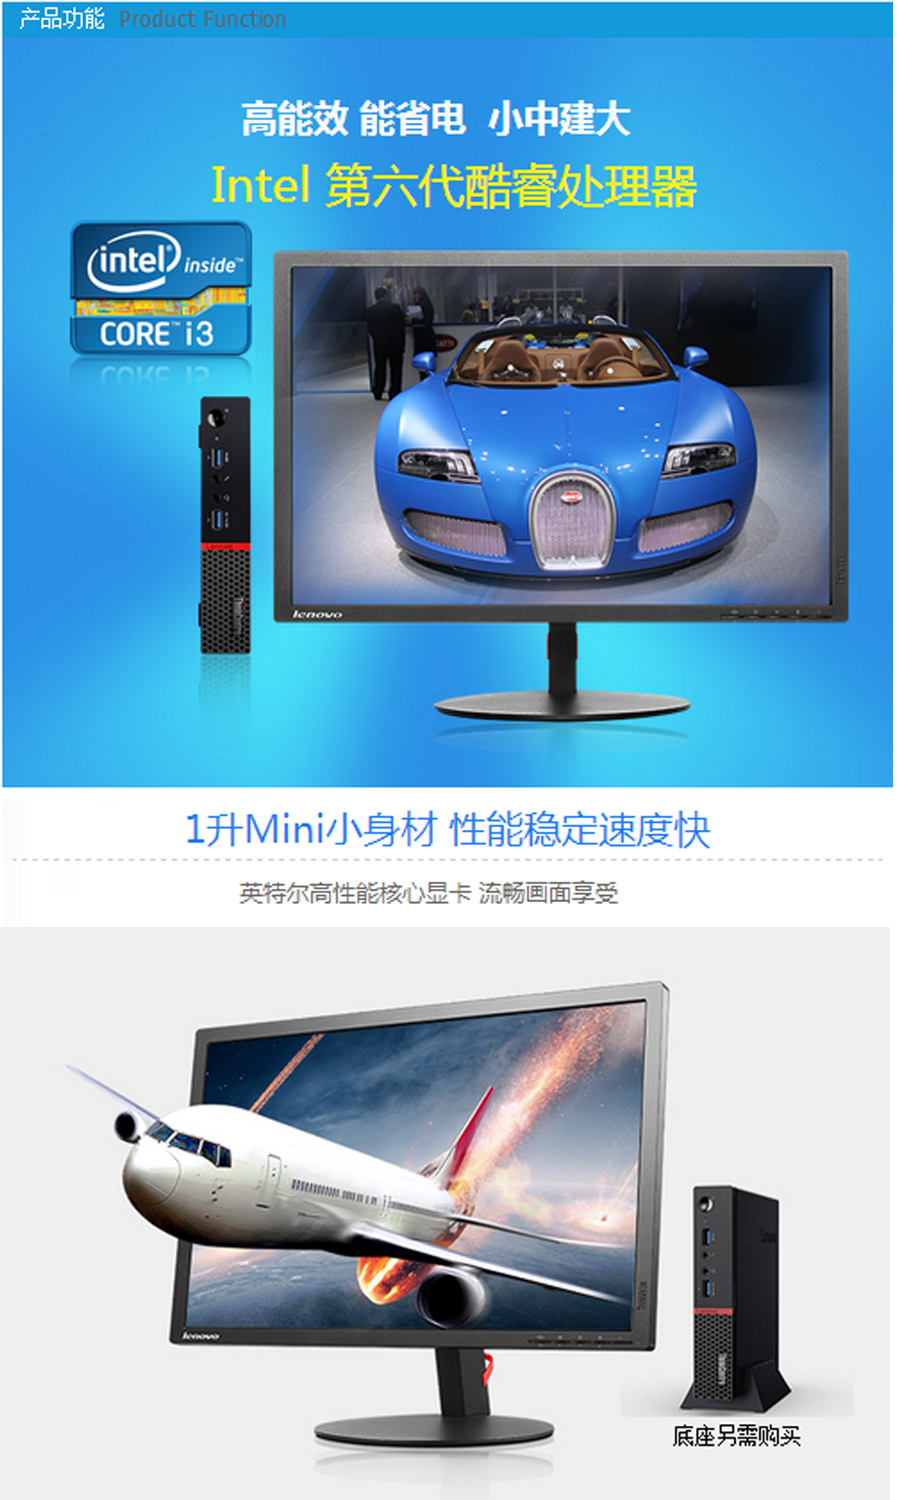 产品功能 Product Function
高能效 能省电 小中建大
Intel 第六代酷睿处理器
intel inside™
CORE™ i3
lenovo
1升Mini小身材 性能稳定速度快
英特尔高性能核心显卡 流畅画面享受
lenovo
底座另需购买